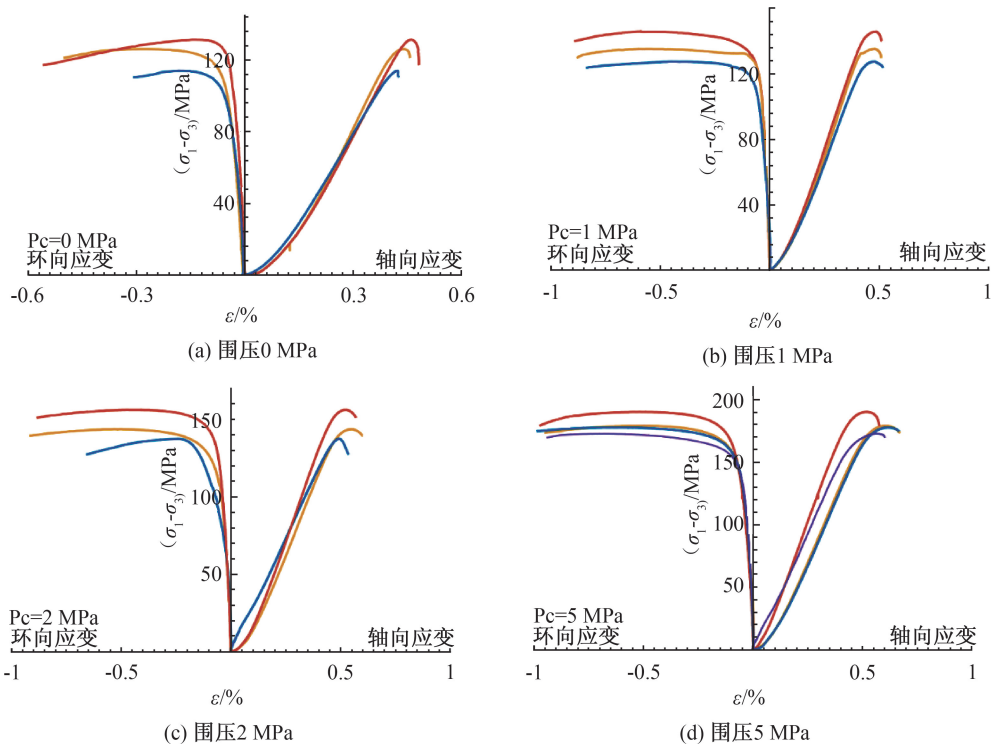 120
80
40
(σ1-σ3)/MPa
Pc=0 MPa
环向应变
轴向应变
-0.6
-0.3
0
0.3
0.6
ε/%
(a) 围压0 MPa
120
80
40
(σ1-σ3)/MPa
Pc=1 MPa
环向应变
轴向应变
-1
-0.5
0
0.5
1
ε/%
(b) 围压1 MPa
150
100
50
(σ1-σ3)/MPa
Pc=2 MPa
环向应变
轴向应变
-1
-0.5
0
0.5
1
ε/%
(c) 围压2 MPa
200
150
100
50
(σ1-σ3)/MPa
Pc=5 MPa
环向应变
轴向应变
-1
-0.5
0
0.5
1
ε/%
(d) 围压5 MPa